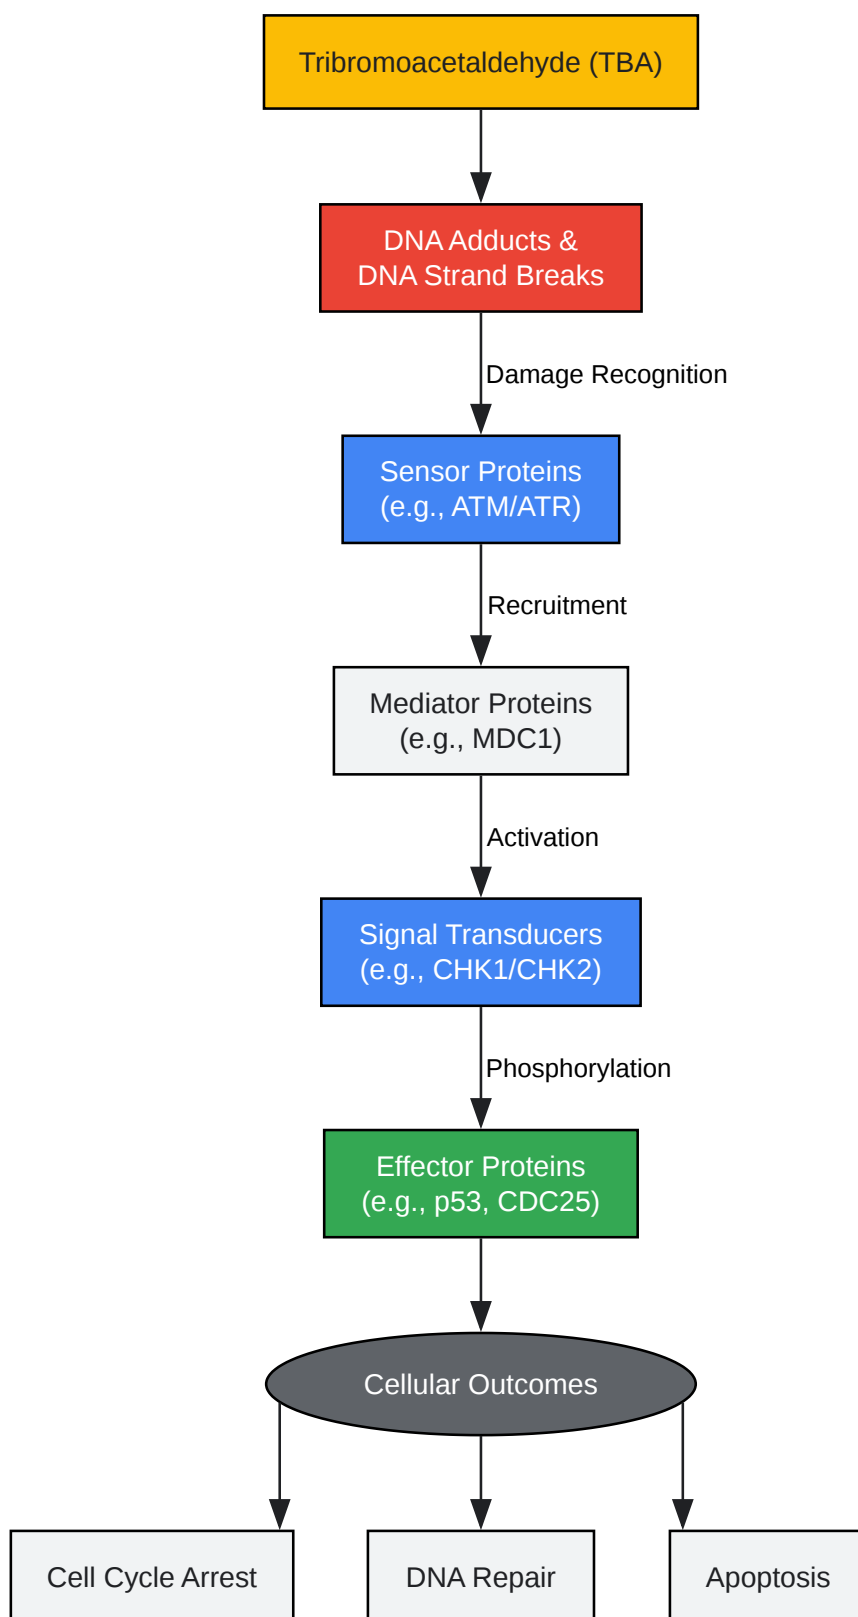 Tribromoacetaldehyde (TBA)
DNA Adducts &
DNA Strand Breaks
Damage Recognition
Sensor Proteins
(e.g., ATM/ATR)
Recruitment
Mediator Proteins
(e.g., MDC1)
Activation
Signal Transducers
(e.g., CHK1/CHK2)
Phosphorylation
Effector Proteins
(e.g., p53, CDC25)
Cellular Outcomes
Cell Cycle Arrest
DNA Repair
Apoptosis